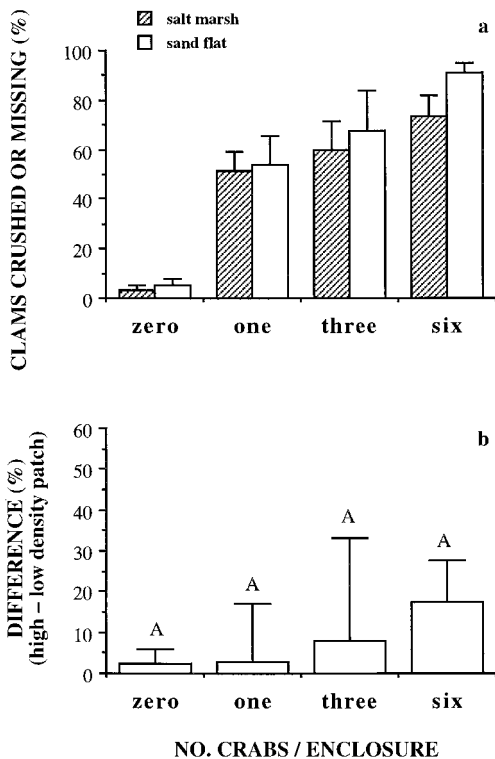 salt marsh
sand flat
a
CLAMS CRUSHED OR MISSING (%)
100
80
60
40
20
0
zero one three six
b
DIFFERENCE (%)
(high – low density patch)
60
50
40
30
20
10
0
A A A A
zero one three six
NO. CRABS / ENCLOSURE